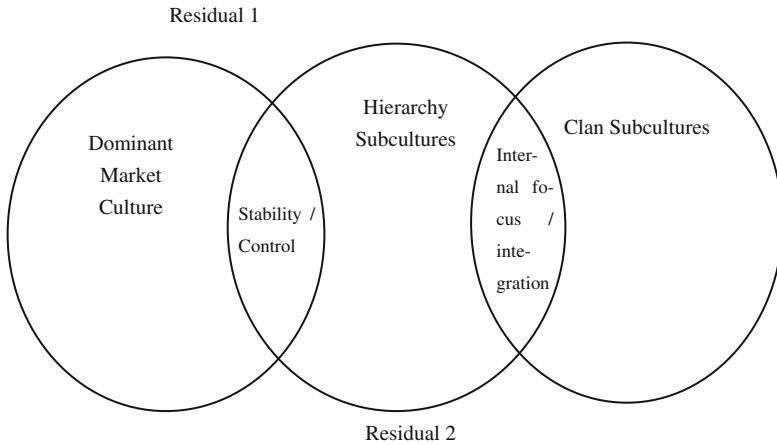 Residual 1
Dominant
Market
Culture
Stability /
Control
Hierarchy
Subcultures
Inter-
nal fo-
cus /
inte-
gration
Clan Subcultures
Residual 2